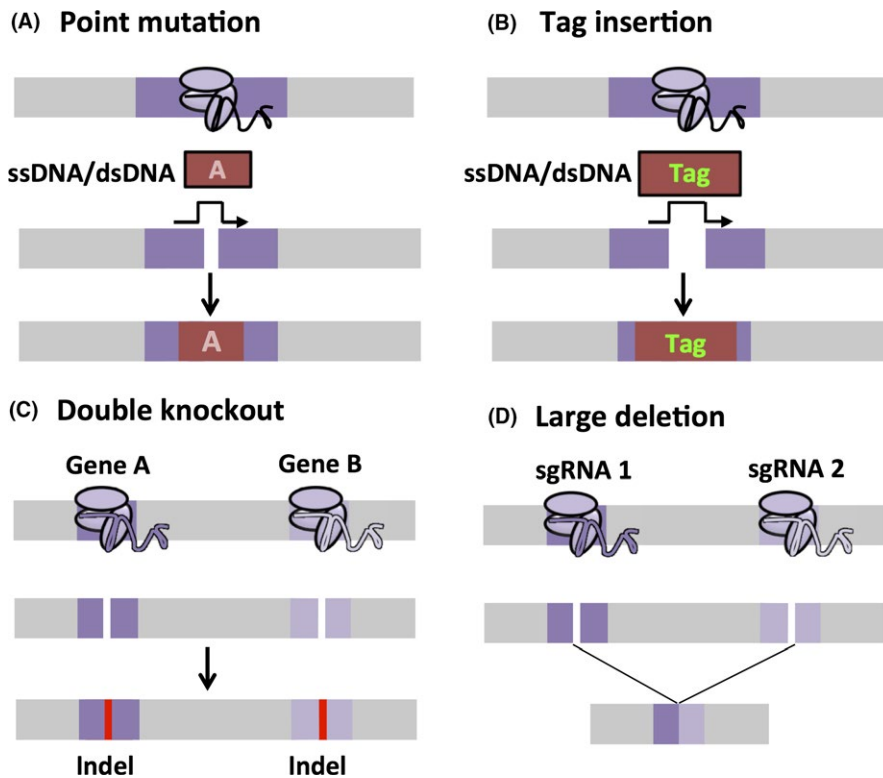 (A) Point mutation
ssDNA/dsDNA A
A
(B) Tag insertion
ssDNA/dsDNA Tag
Tag
(C) Double knockout
Gene A Gene B
Indel Indel
(D) Large deletion
sgRNA 1 sgRNA 2